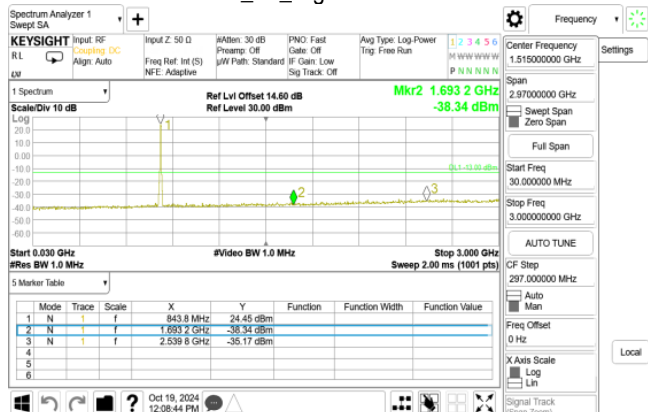 Spectrum Analyzer 1
Swept SA
+
Frequency
KEYSIGHT
RL
Input: RF
Coupling: DC
Align: Auto
Input Z: 50 Ω
Freq Ref: Int (S)
NFE: Adaptive
#Atten: 30 dB
Preamp: Off
µW Path: Standard
PNO: Fast
Gate: Off
IF Gain: Low
Sig Track: Off
Avg Type: Log-Power
Trig: Free Run
1 2 3 4 5 6
M W W W W W
P N N N N N
Center Frequency
1.515000000 GHz
Settings
1 Spectrum
Scale/Div 10 dB
Ref Lvl Offset 14.60 dB
Ref Level 30.00 dBm
Mkr2 1.693 2 GHz
-38.34 dBm
Span
2.97000000 GHz
Swept Span
Zero Span
Full Span
Start Freq
30.000000 MHz
Stop Freq
3.000000000 GHz
AUTO TUNE
CF Step
297.000000 MHz
Auto
Man
Freq Offset
0 Hz
X Axis Scale
Log
Lin
Signal Track
Local
Log
20.0
10.0
0.00
-10.0
-20.0
-30.0
-40.0
-50.0
-60.0
1
2
3
DL1 -13.00 dBm
Start 0.030 GHz
#Res BW 1.0 MHz
#Video BW 1.0 MHz
Stop 3.000 GHz
Sweep 2.00 ms (1001 pts)
5 Marker Table
Mode Trace Scale X Y Function Function Width Function Value
1 N 1 f 843.8 MHz 24.45 dBm
2 N 1 f 1.693 2 GHz -38.34 dBm
3 N 1 f 2.539 8 GHz -35.17 dBm
4
5
6
?
Oct 19, 2024
12:08:44 PM